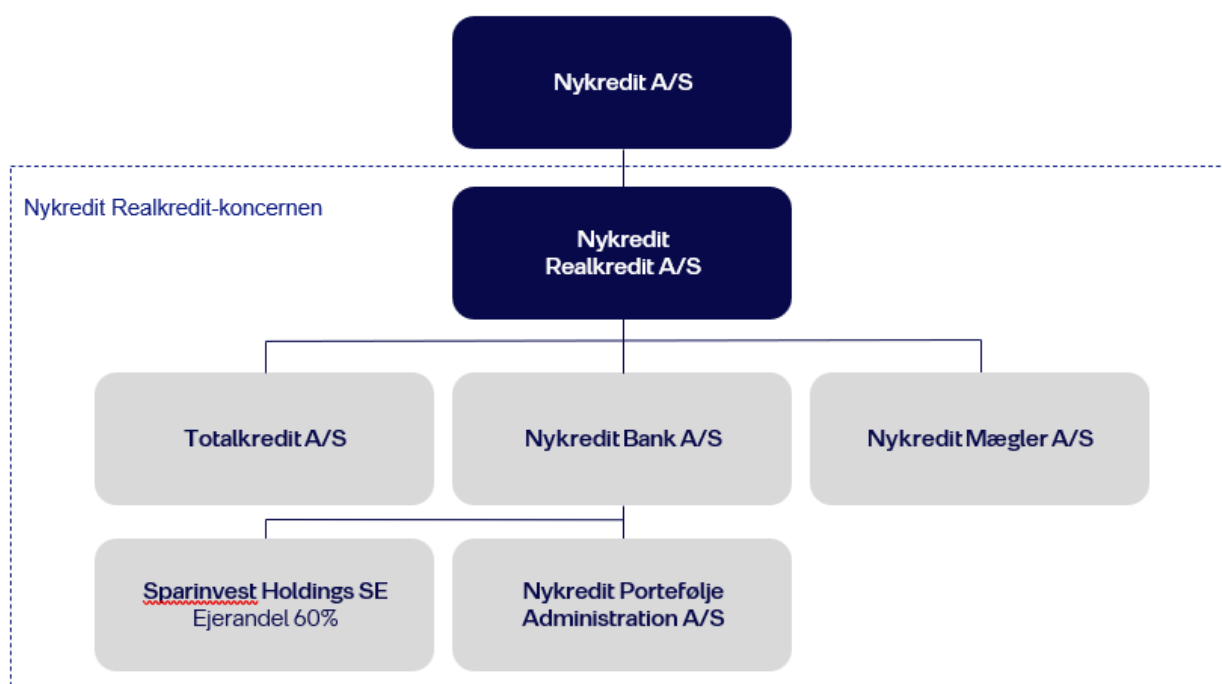 Nykredit A/S
Nykredit Realkredit-koncernen
Nykredit
Realkredit A/S
Totalkredit A/S
Nykredit Bank A/S
Nykredit Mægler A/S
Sparinvest Holdings SE
Ejerandel 60%
Nykredit Portefølje
Administration A/S